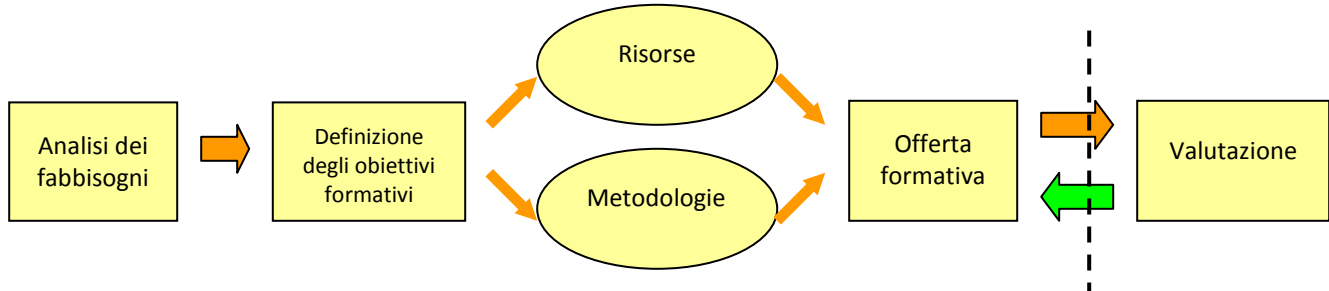 Analisi dei
fabbisogni
Definizione
degli obiettivi
formativi
Risorse
Metodologie
Offerta
formativa
Valutazione